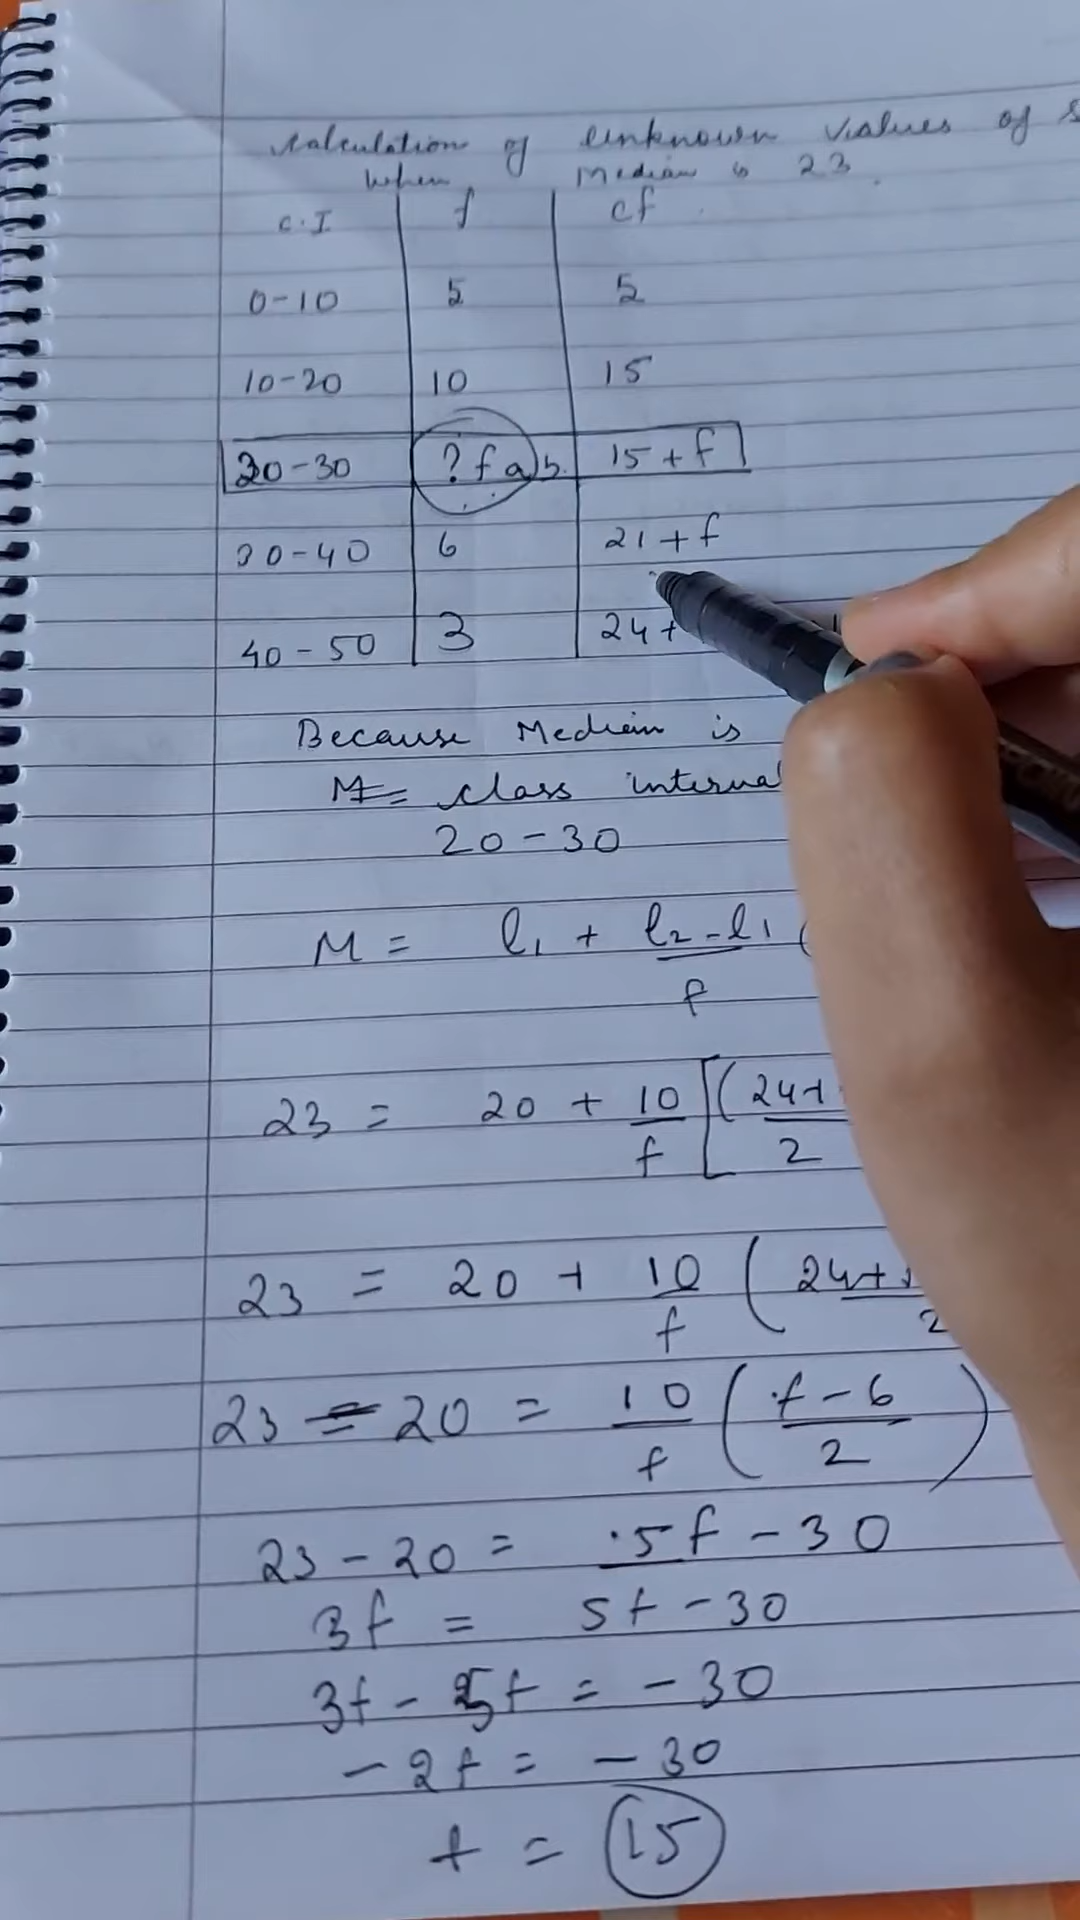 Calculation of unknown values of
when Median is 23.
C.I f cf
0-10 5 5
10-20 10 15
20-30 ? f a b. 15 + f
30-40 6 21 + f
40-50 3 24 +
Because Median is
M = class interval
20-30
M = l1 + l2 - l1 (
f
23 = 20 + 10 [( 24+
f 2
23 = 20 + 10 ( 24+
f 2
23 - 20 = 10 ( f - 6 )
f 2
23 - 20 = .5f - 30
3f = 5f - 30
3f - 5f = - 30
- 2f = - 30
f = 15